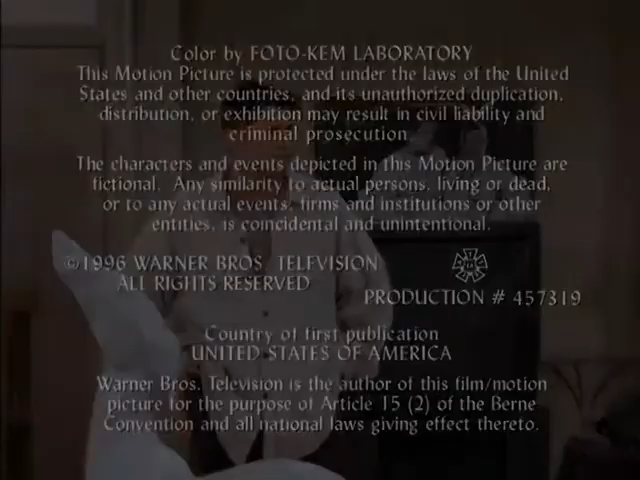 Color by FOTO-KEM LABORATORY
This Motion Picture is protected under the laws of the United
States and other countries, and its unauthorized duplication,
distribution, or exhibition may result in civil liability and
criminal prosecution.
The characters and events depicted in this Motion Picture are
fictional. Any similarity to actual persons, living or dead,
or to any actual events, firms and institutions or other
entities, is coincidental and unintentional.
©1996 WARNER BROS. TELEVISION
ALL RIGHTS RESERVED
PRODUCTION # 457319
Country of first publication
UNITED STATES OF AMERICA
Warner Bros. Television is the author of this film/motion
picture for the purpose of Article 15 (2) of the Berne
Convention and all national laws giving effect thereto.